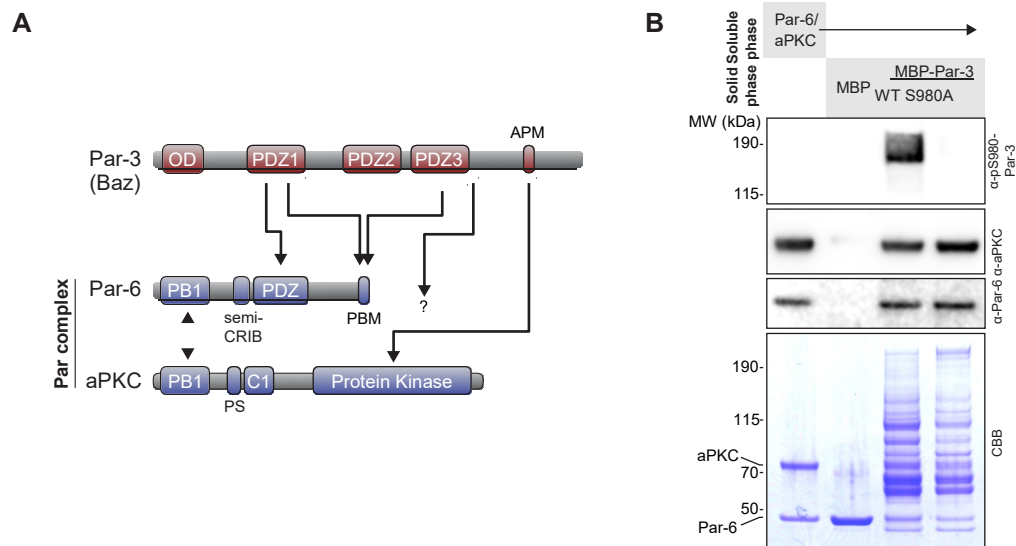 A
Par-3
(Baz)
OD
PDZ1
PDZ2
PDZ3
APM
Par complex
Par-6
PB1
semi-
CRIB
PDZ
PBM
?
aPKC
PB1
PS
C1
Protein Kinase
B
Solid phase
Soluble phase
Par-6/
aPKC
MBP
MBP-Par-3
WT S980A
MW (kDa)
190-
115-
α-pS980-
Par-3
α-aPKC
α-Par-6
190-
115-
aPKC
70-
50-
Par-6
CBB